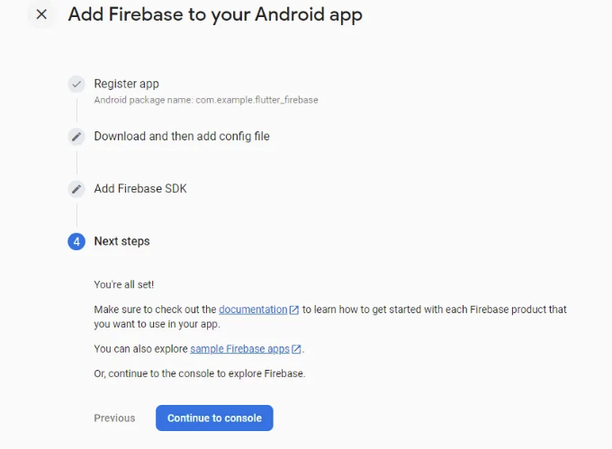 Add Firebase to your Android app
Register app
Android package name: com.example.flutter_firebase
Download and then add config file
Add Firebase SDK
4 Next steps
You're all set!
Make sure to check out the documentation to learn how to get started with each Firebase product that
you want to use in your app.
You can also explore sample Firebase apps.
Or, continue to the console to explore Firebase.
Previous Continue to console